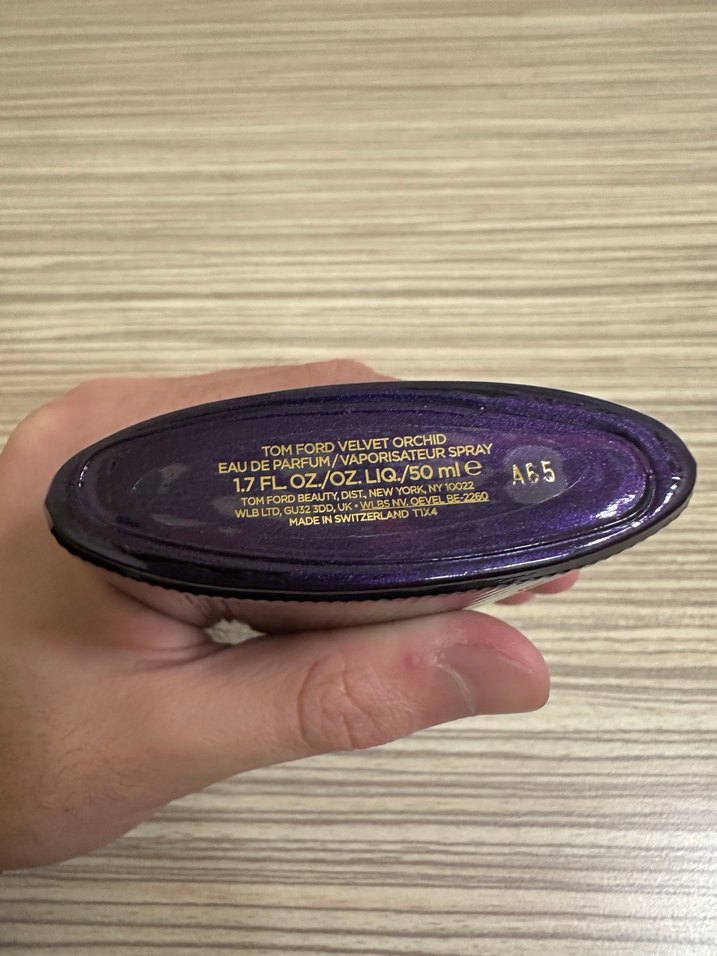 TOM FORD VELVET ORCHID
EAU DE PARFUM/VAPORISATEUR SPRAY
1.7 FL. OZ./OZ. LIQ./50 ml ℮
TOM FORD BEAUTY, DIST., NEW YORK, NY 10022
WLB LTD, GU32 3DD, UK • WLBS NV. OEVEL BE-2260
MADE IN SWITZERLAND T1X4
A65